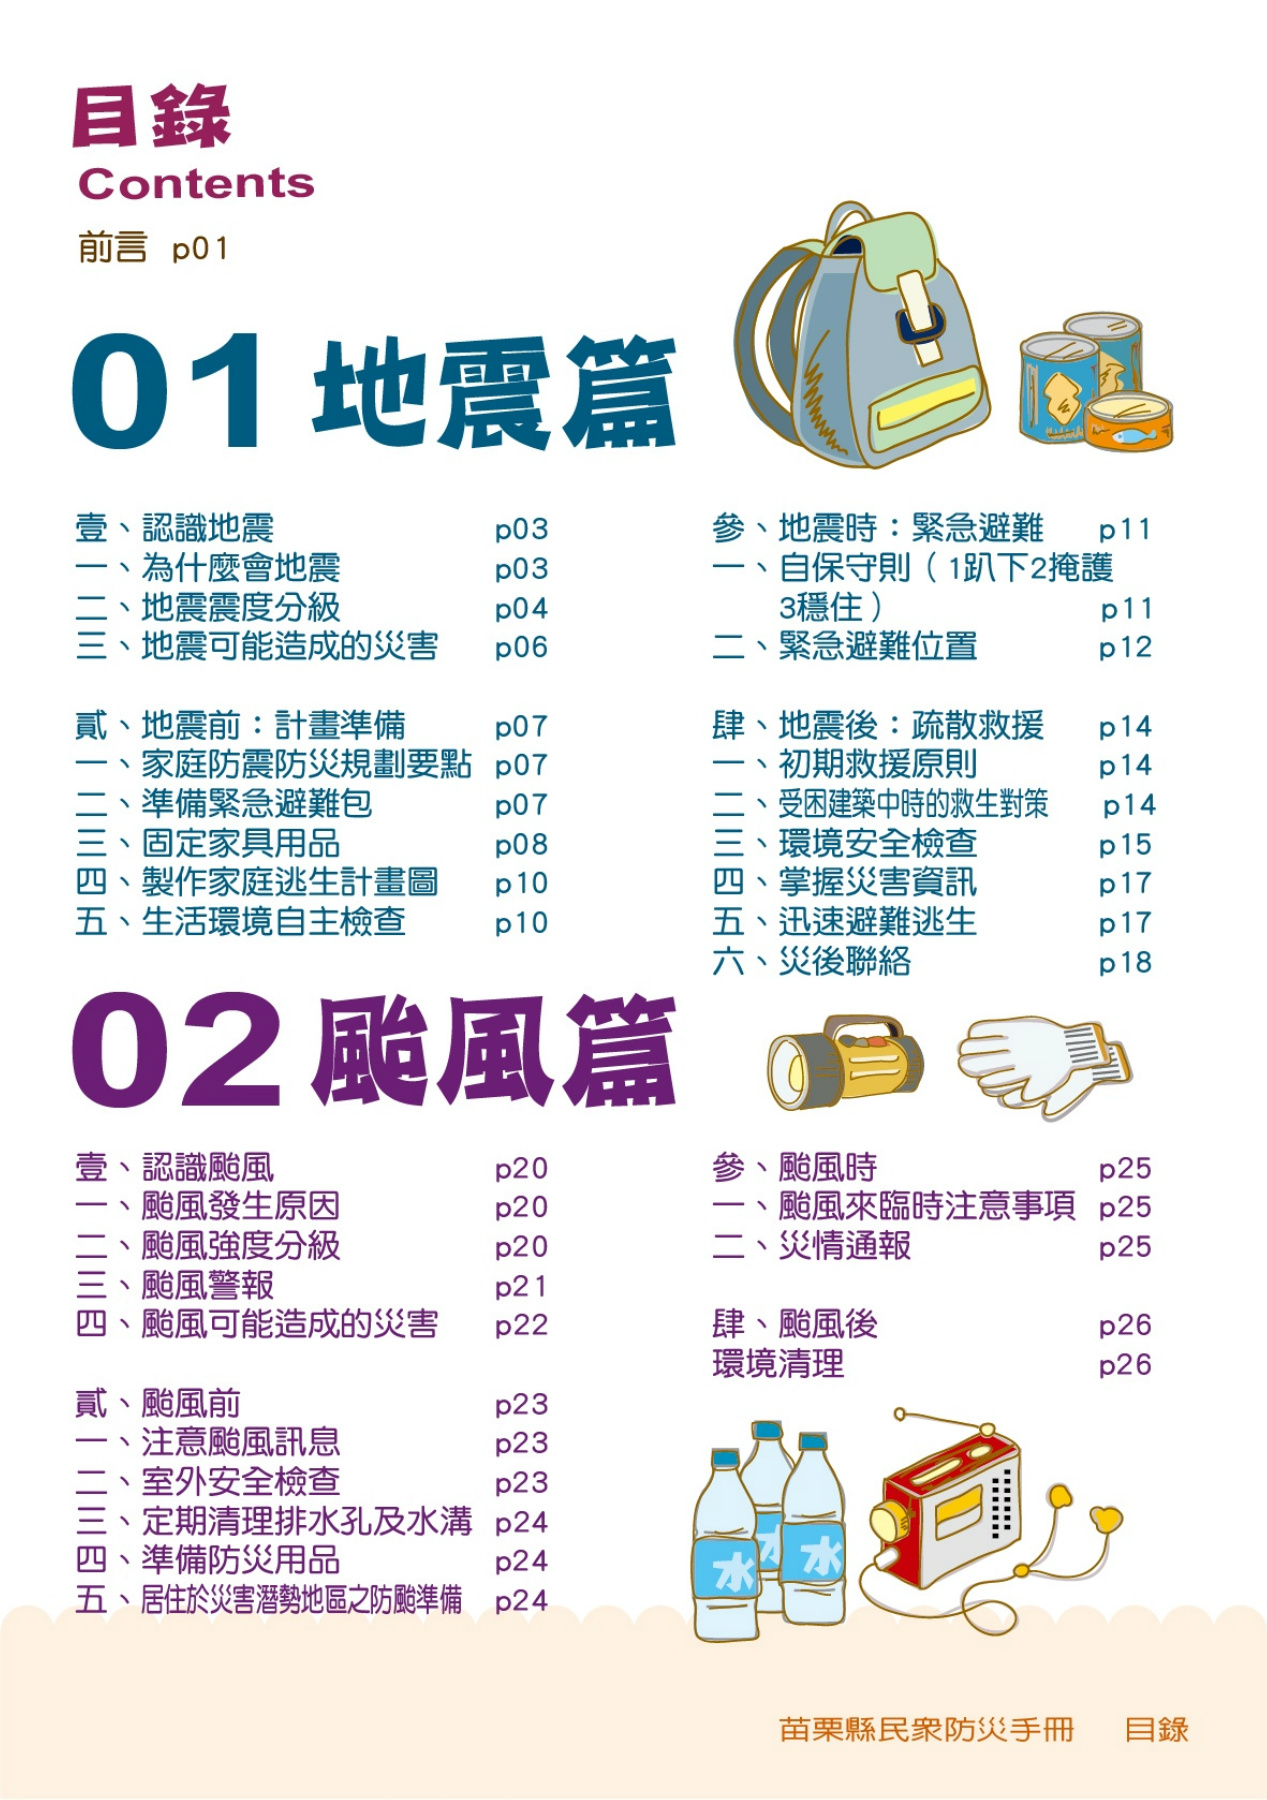 目錄
Contents
前言 p01
01 地震篇
壹、認識地震 p03
一、為什麼會地震 p03
二、地震震度分級 p04
三、地震可能造成的災害 p06
貳、地震前：計畫準備 p07
一、家庭防震防災規劃要點 p07
二、準備緊急避難包 p07
三、固定家具用品 p08
四、製作家庭逃生計畫圖 p10
五、生活環境自主檢查 p10
參、地震時：緊急避難 p11
一、自保守則（1趴下2掩護
3穩住） p11
二、緊急避難位置 p12
肆、地震後：疏散救援 p14
一、初期救援原則 p14
二、受困建築中時的救生對策 p14
三、環境安全檢查 p15
四、掌握災害資訊 p17
五、迅速避難逃生 p17
六、災後聯絡 p18
02 颱風篇
壹、認識颱風 p20
一、颱風發生原因 p20
二、颱風強度分級 p20
三、颱風警報 p21
四、颱風可能造成的災害 p22
貳、颱風前 p23
一、注意颱風訊息 p23
二、室外安全檢查 p23
三、定期清理排水孔及水溝 p24
四、準備防災用品 p24
五、居住於災害潛勢地區之防颱準備 p24
參、颱風時 p25
一、颱風來臨時注意事項 p25
二、災情通報 p25
肆、颱風後 p26
環境清理 p26
水
水
水
苗栗縣民眾防災手冊 目錄